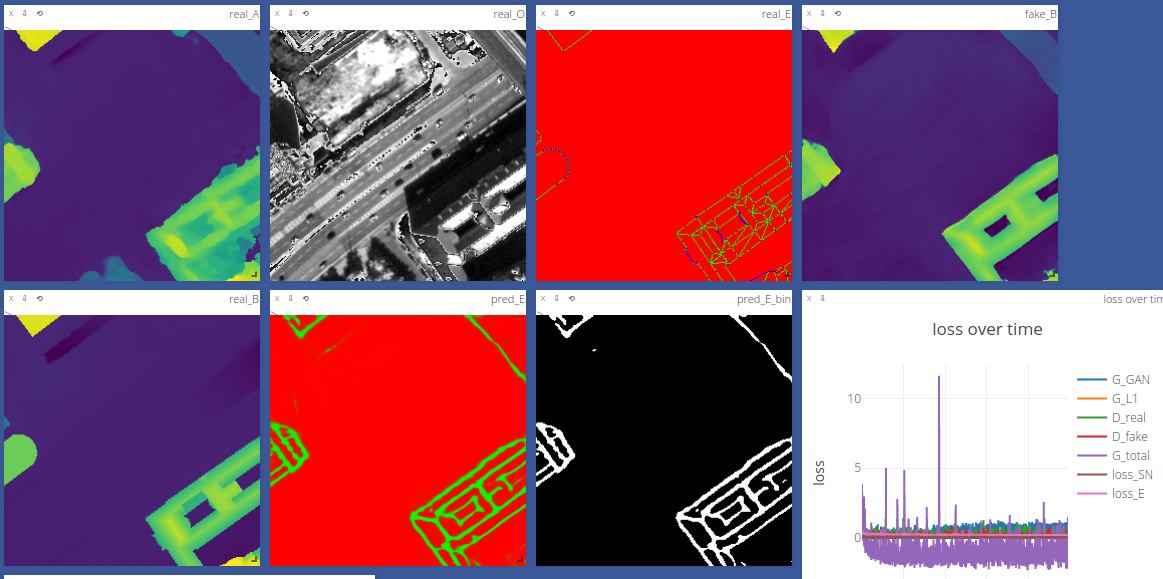 real_A
real_O
real_E
fake_B
real_B
pred_E
pred_E_bin
loss over tim
loss over time
10
5
0
loss
G_GAN
G_L1
D_real
D_fake
G_total
loss_SN
loss_E